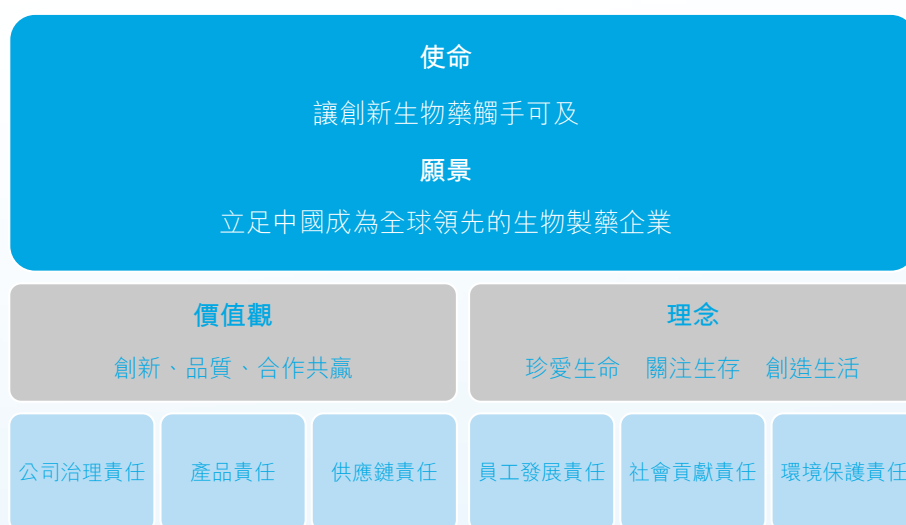 使命
讓創新生物藥觸手可及
願景
立足中國成為全球領先的生物製藥企業
價值觀
創新、品質、合作共贏
理念
珍愛生命 關注生存 創造生活
公司治理責任
產品責任
供應鏈責任
員工發展責任
社會貢獻責任
環境保護責任